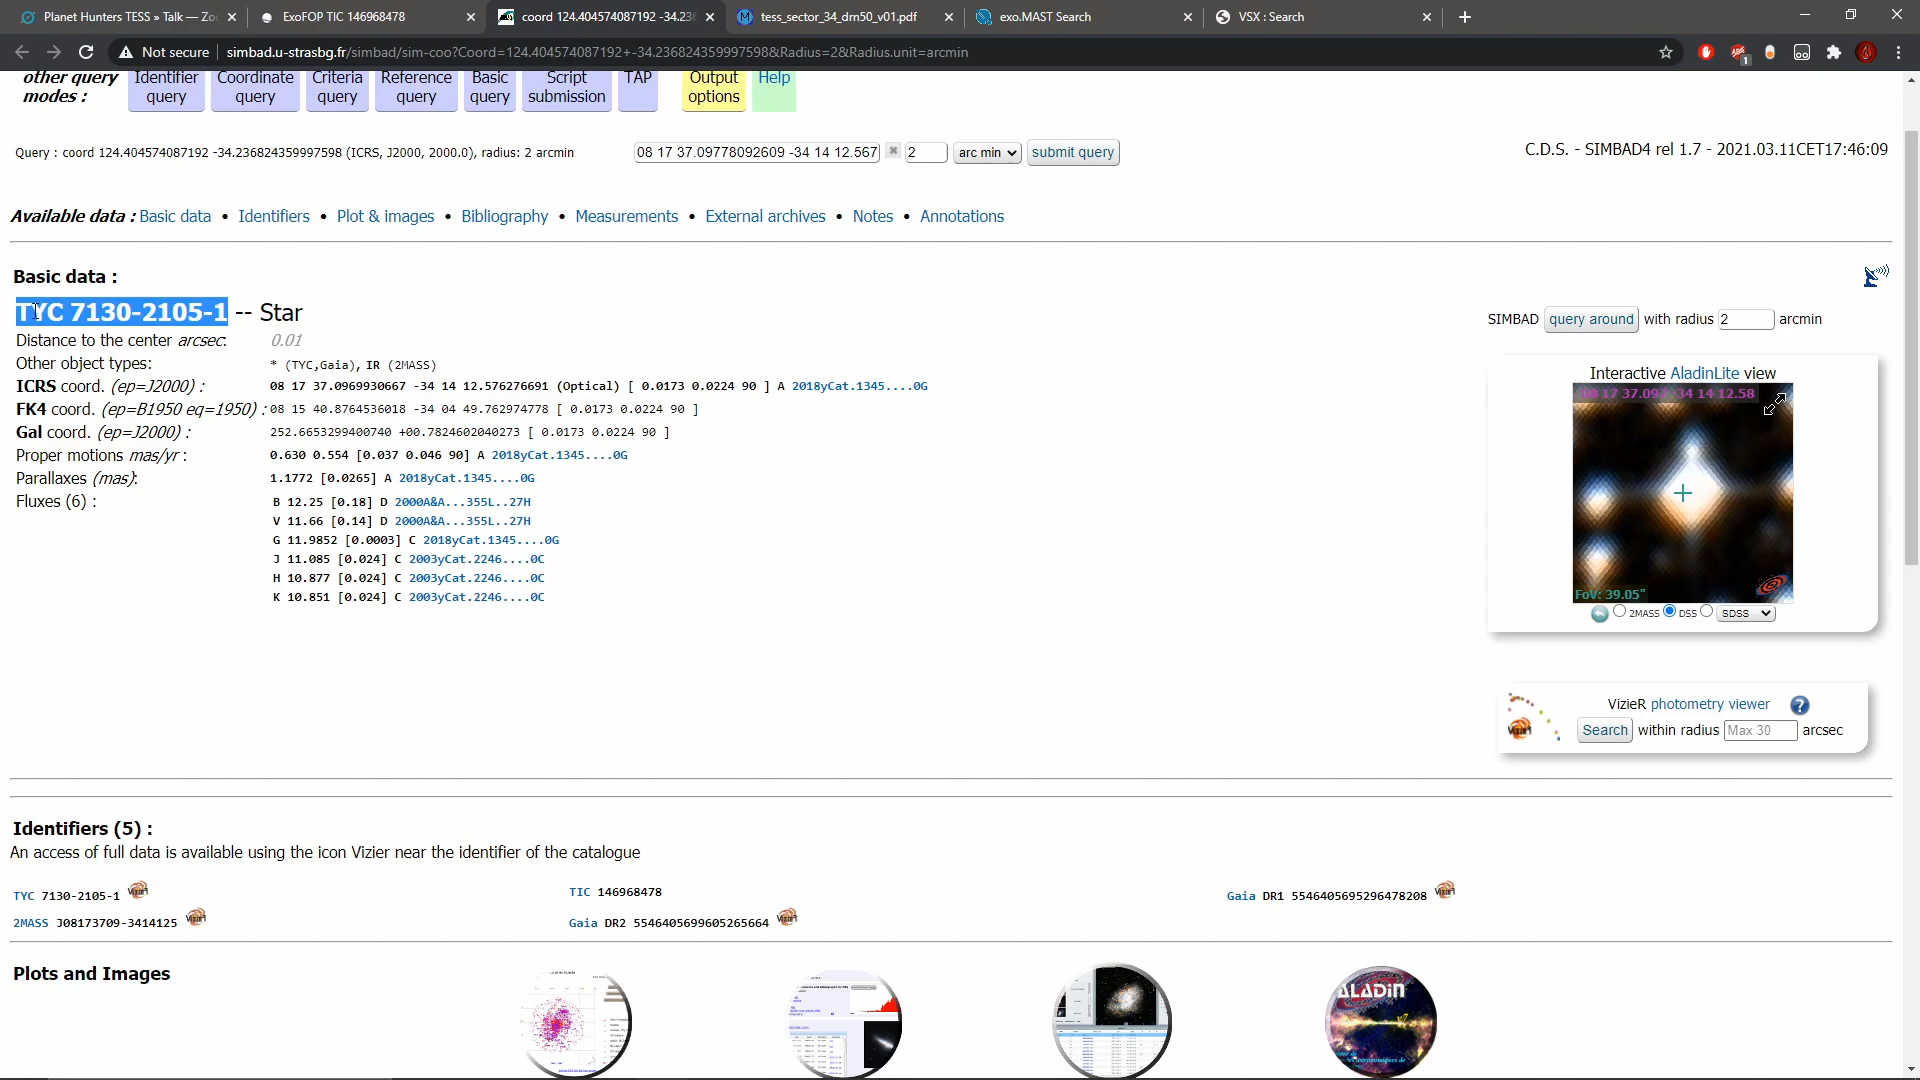 Planet Hunters TESS » Talk — Zo
ExoFOP TIC 146968478
coord 124.404574087192 -34.23
tess_sector_34_drn50_v01.pdf
exo.MAST Search
VSX : Search
Not secure
simbad.u-strasbg.fr/simbad/sim-coo?Coord=124.404574087192+-34.236824359997598&Radius=2&Radius.unit=arcmin
other query modes :
Identifier query
Coordinate query
Criteria query
Reference query
Basic query
Script submission
TAP
Output options
Help
Query : coord 124.404574087192 -34.236824359997598 (ICRS, J2000, 2000.0), radius: 2 arcmin
08 17 37.09778092609 -34 14 12.567
2
arc min
submit query
C.D.S. - SIMBAD4 rel 1.7 - 2021.03.11CET17:46:09
Available data : Basic data • Identifiers • Plot & images • Bibliography • Measurements • External archives • Notes • Annotations
Basic data :
TYC 7130-2105-1 -- Star
Distance to the center arcsec: 0.01
Other object types: * (TYC,Gaia), IR (2MASS)
ICRS coord. (ep=J2000) : 08 17 37.0969930667 -34 14 12.576276691 (Optical) [ 0.0173 0.0224 90 ] A 2018yCat.1345....0G
FK4 coord. (ep=B1950 eq=1950) : 08 15 40.8764536018 -34 04 49.762974778 [ 0.0173 0.0224 90 ]
Gal coord. (ep=J2000) : 252.6653299400740 +00.7824602040273 [ 0.0173 0.0224 90 ]
Proper motions mas/yr : 0.630 0.554 [0.037 0.046 90] A 2018yCat.1345....0G
Parallaxes (mas): 1.1772 [0.0265] A 2018yCat.1345....0G
Fluxes (6) :
B 12.25 [0.18] D 2000A&A...355L..27H
V 11.66 [0.14] D 2000A&A...355L..27H
G 11.9852 [0.0003] C 2018yCat.1345....0G
J 11.085 [0.024] C 2003yCat.2246....0C
H 10.877 [0.024] C 2003yCat.2246....0C
K 10.851 [0.024] C 2003yCat.2246....0C
SIMBAD query around with radius 2 arcmin
Interactive AladinLite view
08 17 37.097 -34 14 12.58
FoV: 39.05"
2MASS DSS SDSS
VizieR photometry viewer ?
Search within radius Max 30 arcsec
Identifiers (5) :
An access of full data is available using the icon Vizier near the identifier of the catalogue
TYC 7130-2105-1
TIC 146968478
Gaia DR1 5546405695296478208
2MASS J08173709-3414125
Gaia DR2 5546405699605265664
Plots and Images
ALADIN